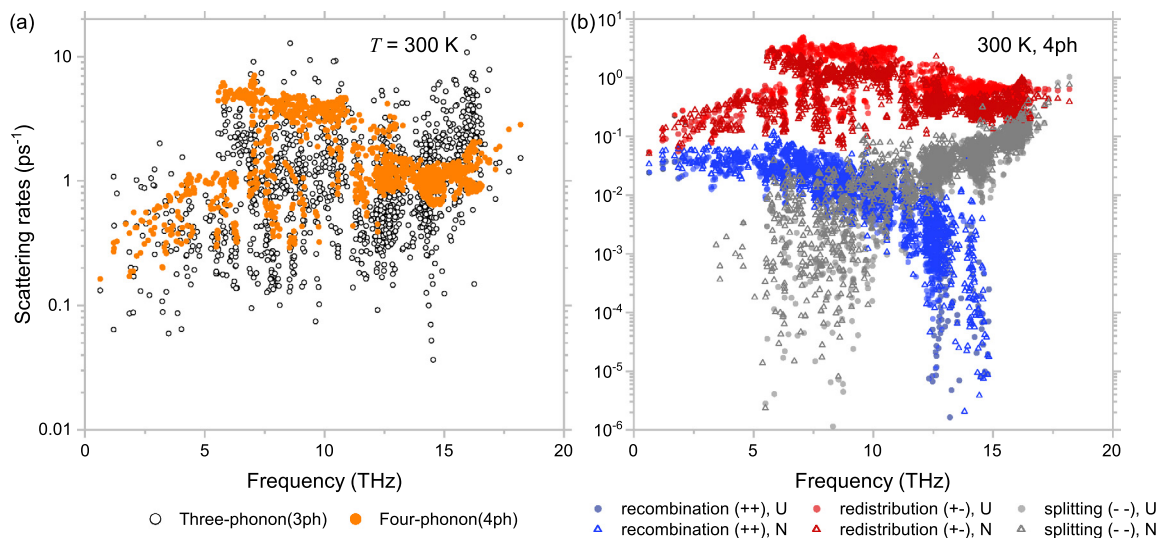 (a)
T = 300 K
10
1
0.1
0.01
Scattering rates (ps⁻¹)
0
5
10
15
20
Frequency (THz)
Three-phonon(3ph)
Four-phonon(4ph)
(b)
300 K, 4ph
10¹
10⁰
10⁻¹
10⁻²
10⁻³
10⁻⁴
10⁻⁵
10⁻⁶
0
5
10
15
20
Frequency (THz)
recombination (++), U
redistribution (+-), U
splitting (- -), U
recombination (++), N
redistribution (+-), N
splitting (- -), N